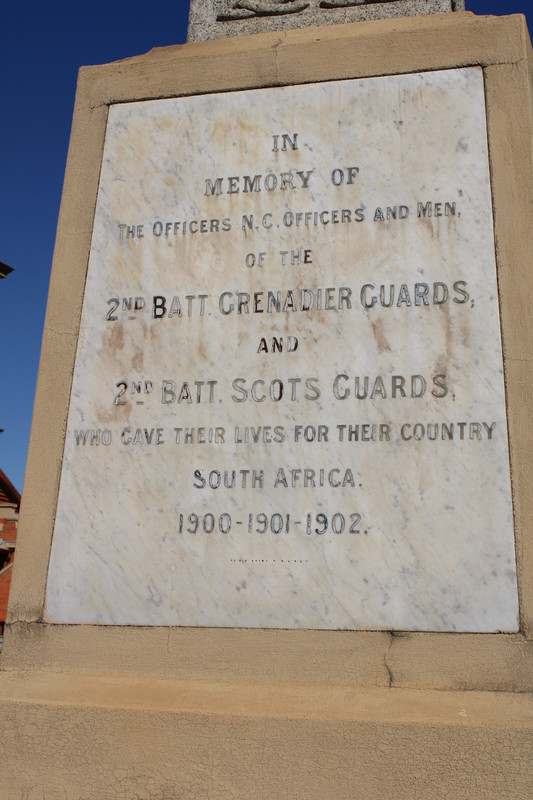 IN
MEMORY OF
THE OFFICERS N.C. OFFICERS AND MEN,
OF THE
2ND BATT. GRENADIER GUARDS,
AND
2ND BATT. SCOTS GUARDS,
WHO GAVE THEIR LIVES FOR THEIR COUNTRY
SOUTH AFRICA.
1900-1901-1902.